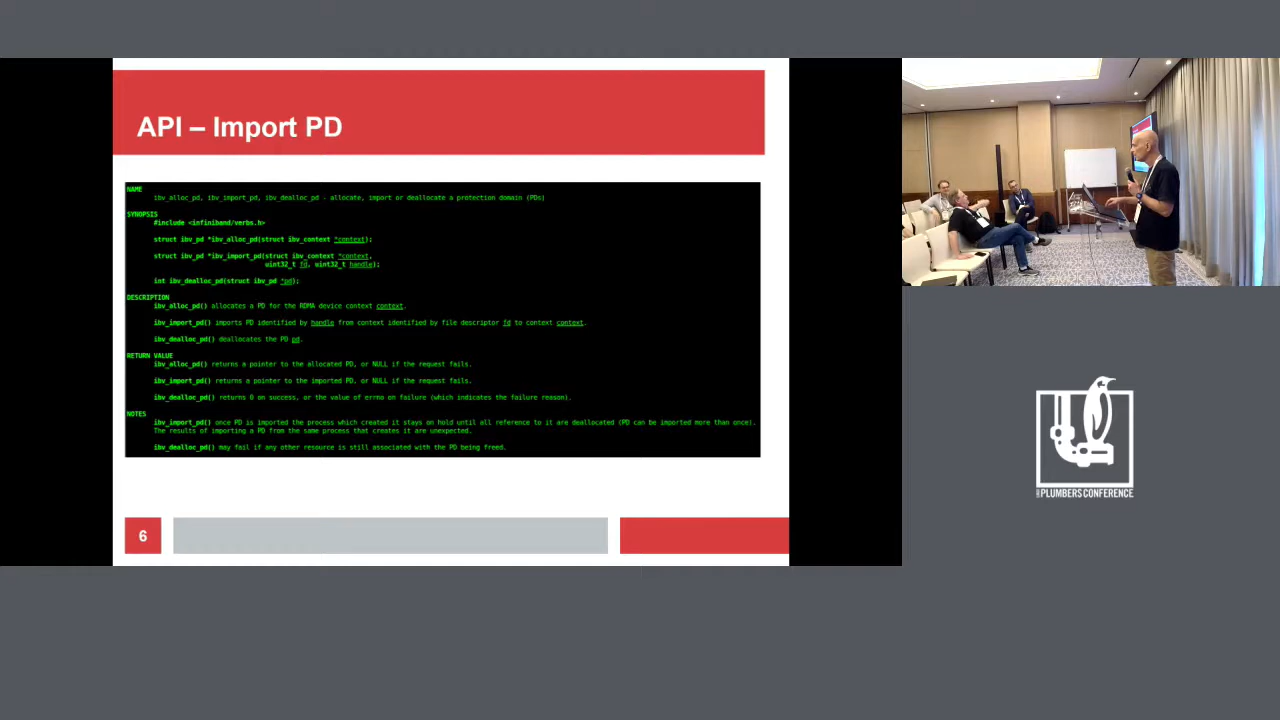 API – Import PD
NAME
ibv_alloc_pd, ibv_import_pd, ibv_dealloc_pd - allocate, import or deallocate a protection domain (PDs)
SYNOPSIS
#include <infiniband/verbs.h>
struct ibv_pd *ibv_alloc_pd(struct ibv_context *context);
struct ibv_pd *ibv_import_pd(struct ibv_context *context,
uint32_t fd, uint32_t handle);
int ibv_dealloc_pd(struct ibv_pd *pd);
DESCRIPTION
ibv_alloc_pd() allocates a PD for the RDMA device context context.
ibv_import_pd() imports PD identified by handle from context identified by file descriptor fd to context context.
ibv_dealloc_pd() deallocates the PD pd.
RETURN VALUE
ibv_alloc_pd() returns a pointer to the allocated PD, or NULL if the request fails.
ibv_import_pd() returns a pointer to the imported PD, or NULL if the request fails.
ibv_dealloc_pd() returns 0 on success, or the value of errno on failure (which indicates the failure reason).
NOTES
ibv_import_pd() once PD is imported the process which created it stays on hold until all reference to it are deallocated (PD can be imported more than once).
The results of importing a PD from the same process that creates it are unexpected.
ibv_dealloc_pd() may fail if any other resource is still associated with the PD being freed.
6
PLUMBERS CONFERENCE